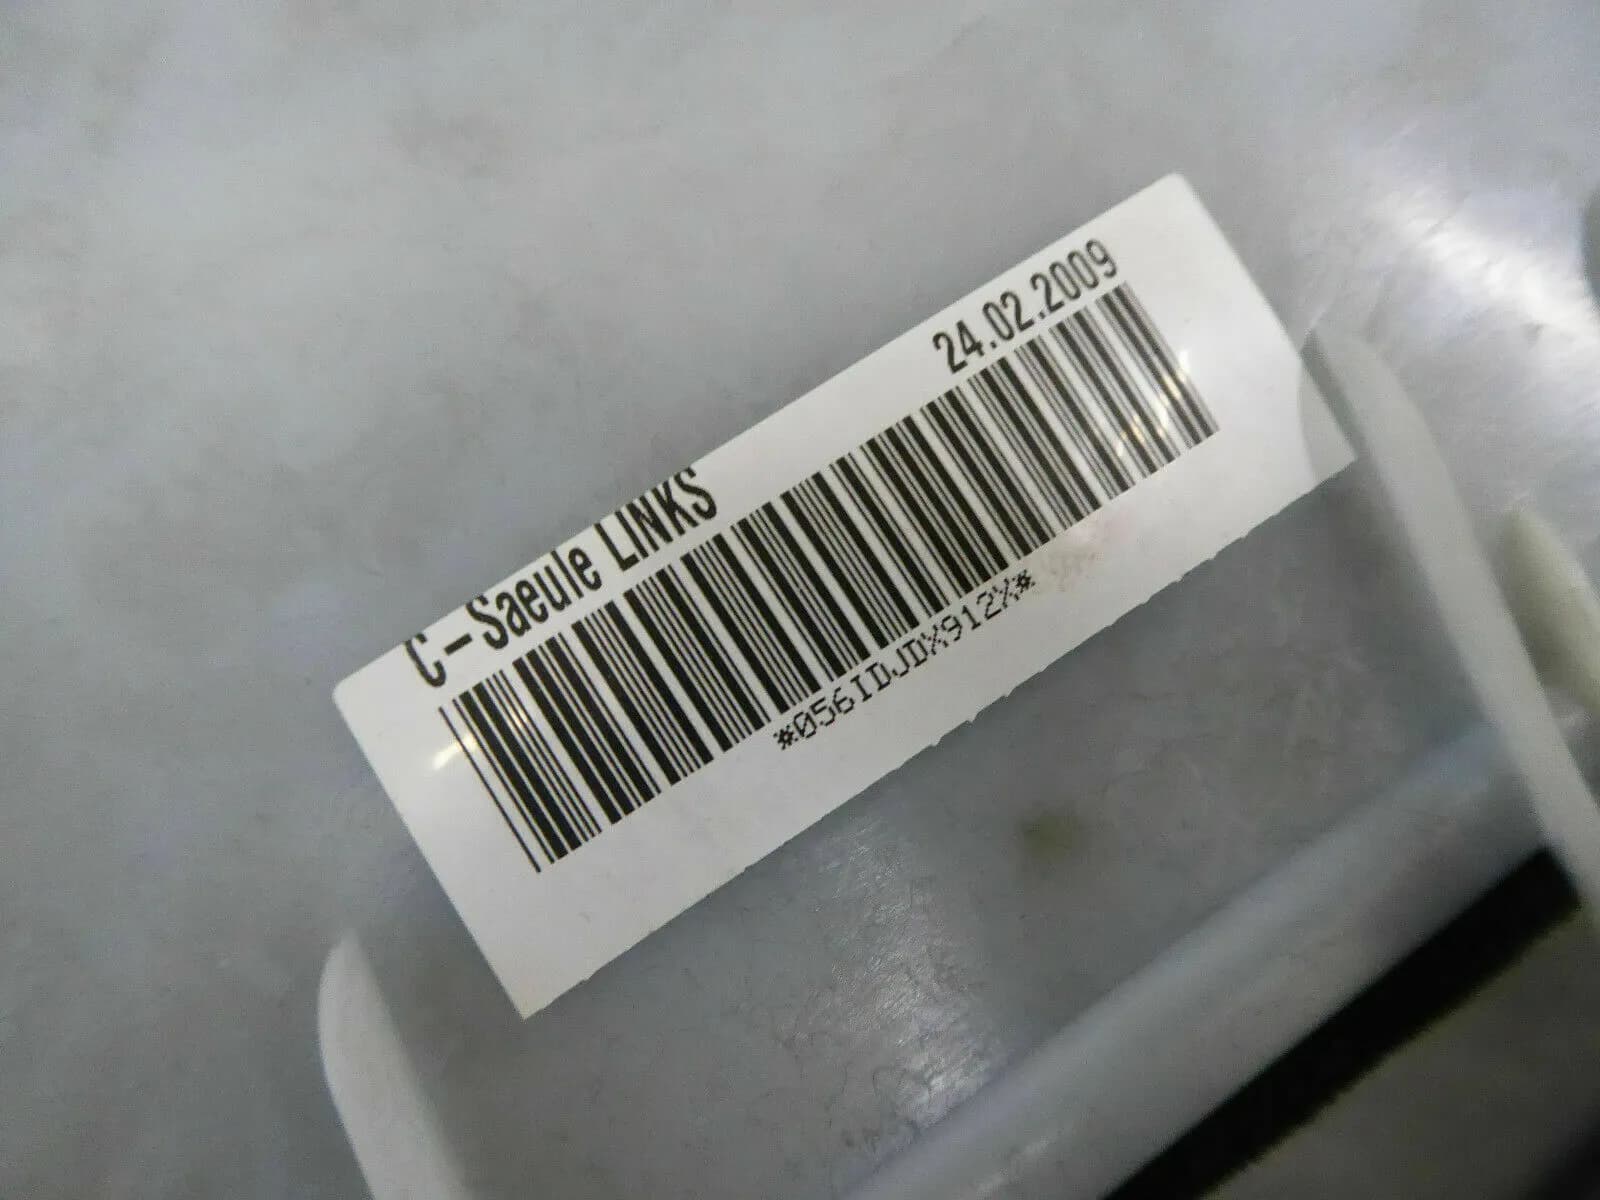 C-Saeule LINKS
24.02.2009
*056IDJDX912X*